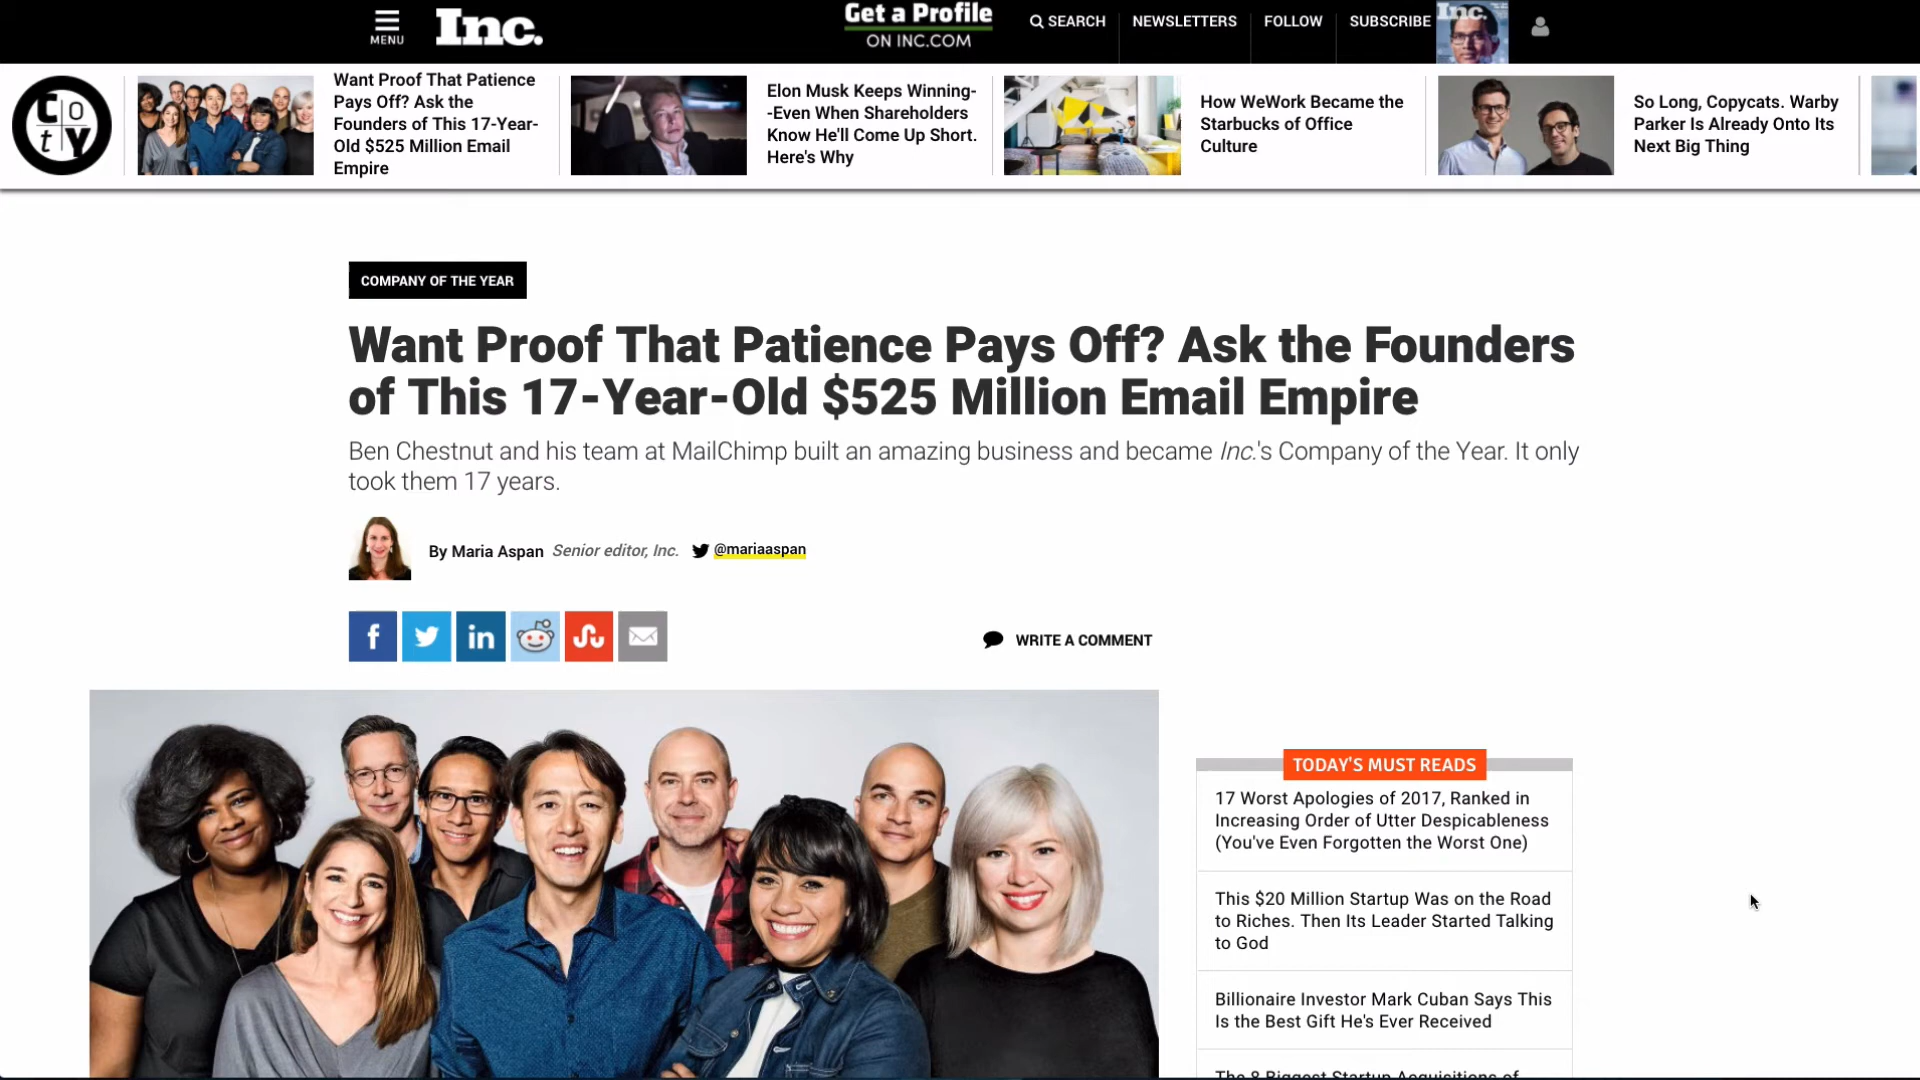 MENU
Inc.
Get a Profile
ON INC.COM
SEARCH
NEWSLETTERS
FOLLOW
SUBSCRIBE
Inc.
C o t Y
Want Proof That Patience
Pays Off? Ask the
Founders of This 17-Year-
Old $525 Million Email
Empire
Elon Musk Keeps Winning-
-Even When Shareholders
Know He'll Come Up Short.
Here's Why
How WeWork Became the
Starbucks of Office
Culture
So Long, Copycats. Warby
Parker Is Already Onto Its
Next Big Thing
COMPANY OF THE YEAR
Want Proof That Patience Pays Off? Ask the Founders
of This 17-Year-Old $525 Million Email Empire
Ben Chestnut and his team at MailChimp built an amazing business and became Inc.'s Company of the Year. It only
took them 17 years.
By Maria Aspan Senior editor, Inc. @mariaaspan
f
in
WRITE A COMMENT
TODAY'S MUST READS
17 Worst Apologies of 2017, Ranked in
Increasing Order of Utter Despicableness
(You've Even Forgotten the Worst One)
This $20 Million Startup Was on the Road
to Riches. Then Its Leader Started Talking
to God
Billionaire Investor Mark Cuban Says This
Is the Best Gift He's Ever Received
The 8 Biggest Startup Acquisitions of